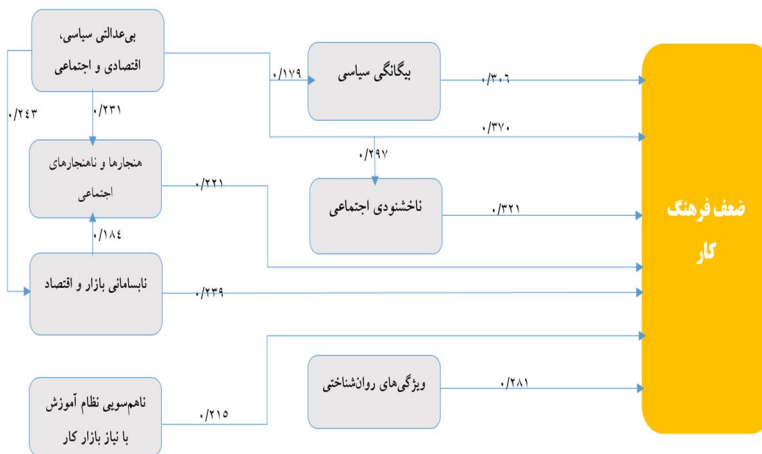 بی‌عدالتی سیاسی،
اقتصادی و اجتماعی
بیگانگی سیاسی
۰/۱۷۹
۰/۳۰۶
۰/۲۴۳
۰/۲۳۱
۰/۳۷۰
۰/۲۹۷
هنجارها و ناهنجارهای
اجتماعی
۰/۲۲۱
ناخشنودی اجتماعی
۰/۳۲۱
ضعف فرهنگ
کار
۰/۱۸۴
نابسامانی بازار و اقتصاد
۰/۲۳۹
ویژگی‌های روان‌شناختی
۰/۲۸۱
ناهم‌سویی نظام آموزش
با نیاز بازار کار
۰/۲۱۵